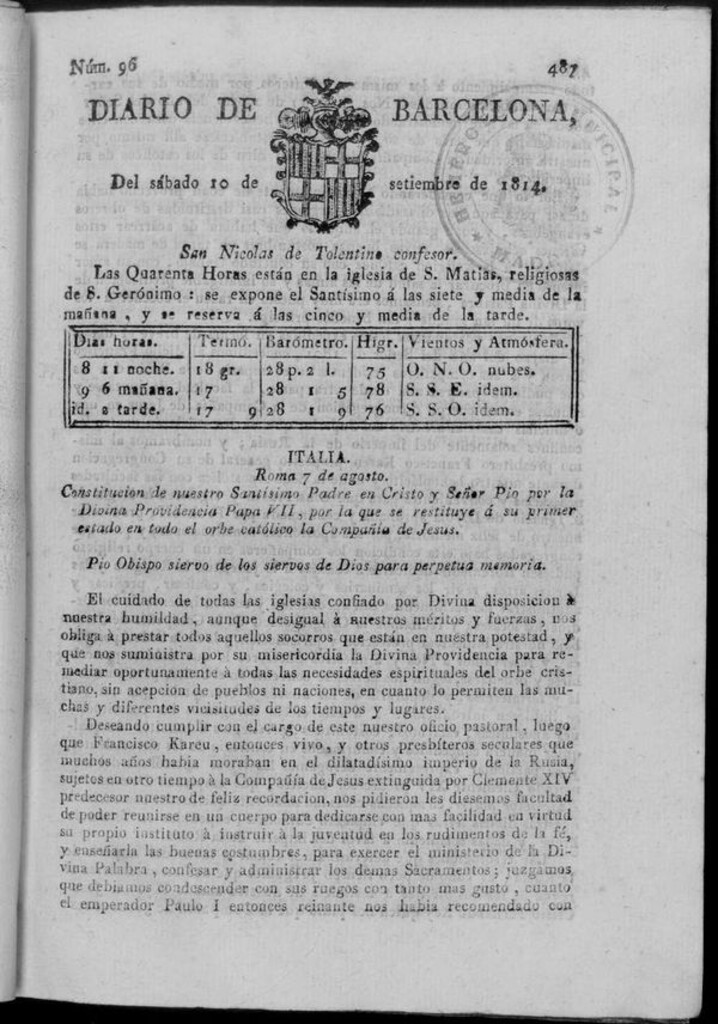 Núm. 96 487
DIARIO DE BARCELONA,
Del sábado 10 de setiembre de 1814.
San Nicolas de Tolentino confesor.
Las Quarenta Horas están en la iglesia de S. Matias, religiosas
de S. Gerónimo : se expone el Santísimo á las siete y media de la
mañana , y se reserva á las cinco y media de la tarde.
Dias horas. Termó. Barómetro. Higr. Vientos y Atmósfera.
8 11 noche. 18 gr. 28 p. 2 l. 75 O. N. O. nubes.
9 6 mañana. 17 28 1 5 78 S. S. E. idem.
id. 2 tarde. 17 9 28 1 9 76 S. S. O. idem.
ITALIA.
Roma 7 de agosto.
Constitucion de nuestro Santísimo Padre en Cristo y Señor Pio por la
Divina Providencia Papa VII, por la que se restituye á su primer
estado en todo el orbe católico la Compañia de Jesus.
Pio Obispo siervo de los siervos de Dios para perpetua memoria.
El cuidado de todas las iglesias confiado por Divina disposicion à
nuestra humildad , aunque desigual à nuestros méritos y fuerzas , nos
obliga à prestar todos aquellos socorros que están en nuestra potestad , y
que nos suministra por su misericordia la Divina Providencia para re-
mediar oportunamente à todas las necesidades espirituales del orbe cris-
tiano, sin acepcion de pueblos ni naciones, en cuanto lo permiten las mu-
chas y diferentes vicisitudes de los tiempos y lugares.
Deseando cumplir con el cargo de este nuestro oficio pastoral , luego
que Francisco Kareu , entonces vivo , y otros presbíteros seculares que
muchos años habia moraban en el dilatadísimo imperio de la Rusia,
sujetos en otro tiempo à la Compañía de Jesus extinguida por Clemente XIV
predecesor nuestro de feliz recordacion, nos pidieron les diesemos facultad
de poder reunirse en un cuerpo para dedicarse con mas facilidad en virtud
su propio instituto à instruir à la juventud en los rudimentos de la fé,
y enseñarla las buenas costumbres, para exercer el ministerio de la Di-
vina Palabra , confesar y administrar los demas Sacramentos ; juzgamos
que debiamos condescender con sus ruegos con tanto mas gusto , cuanto
el emperador Paulo I entonces reinante nos habia recomendado con